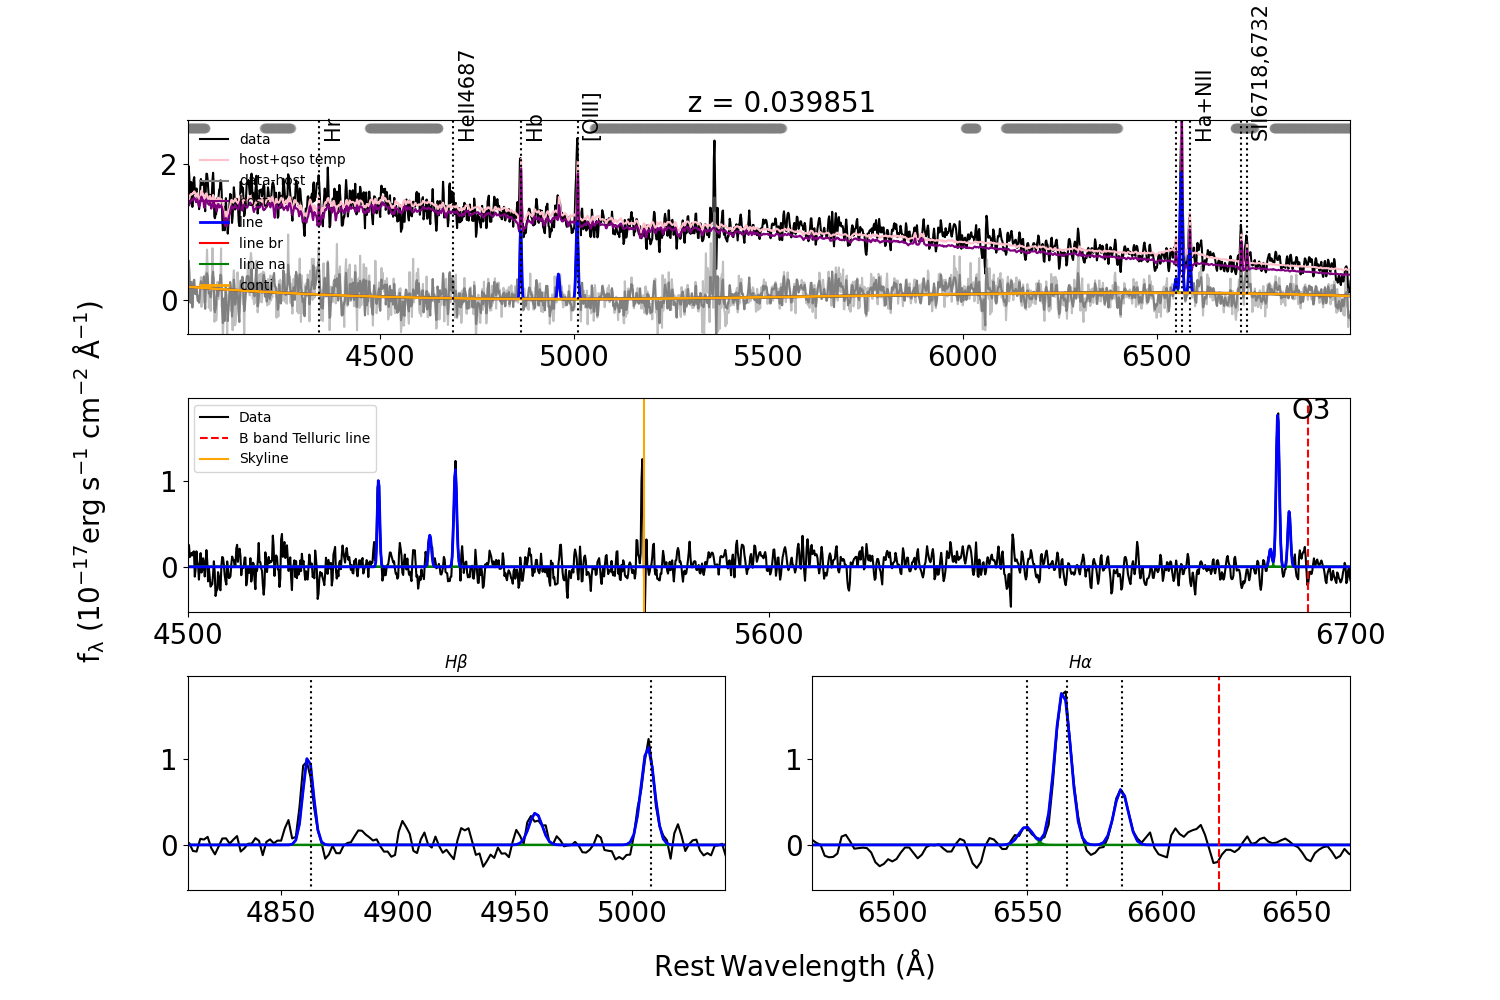 z = 0.039851
Hr
HeII4687
Hb
[OIII]
Ha+NII
SII6718,6732
data
host+qso temp
data-host
line
line br
line na
conti
2
0
4500 5000 5500 6000 6500
fλ (10−17erg s−1 cm−2 Å−1)
Data
B band Telluric line
Skyline
O3
1
0
4500 5600 6700
Hβ
1
0
4850 4900 4950 5000
Hα
1
0
6500 6550 6600 6650
Rest Wavelength (Å)